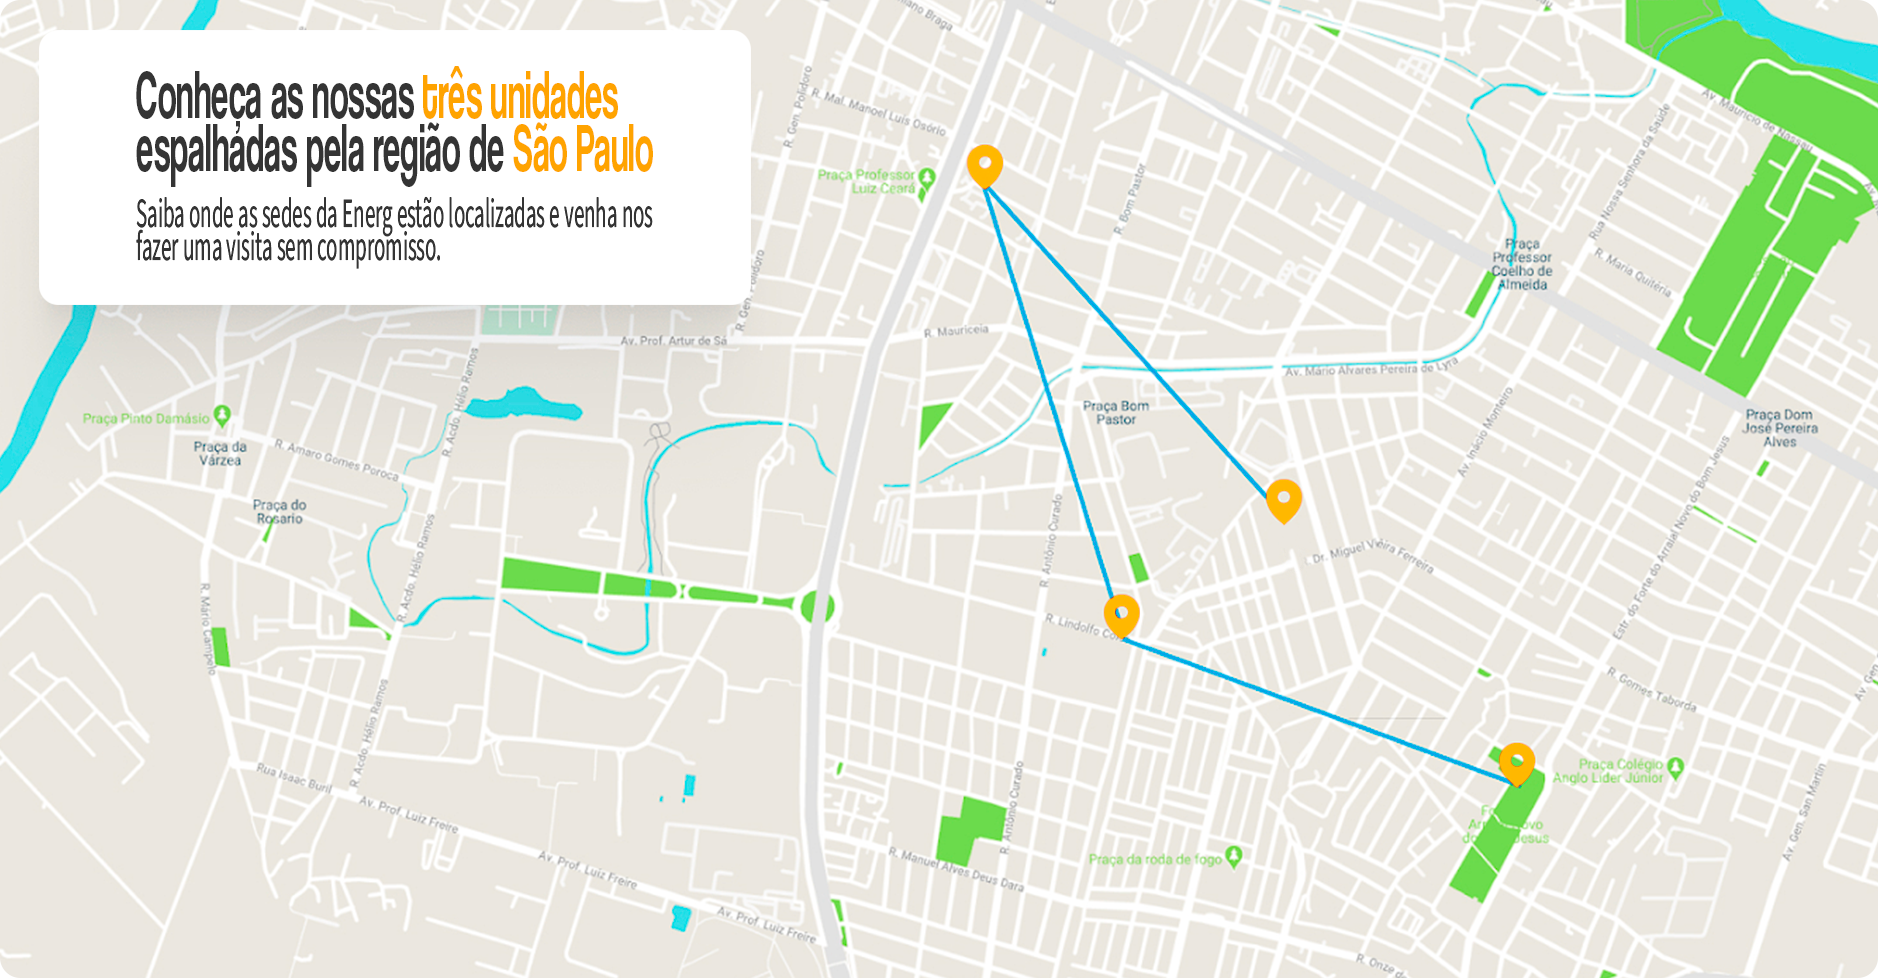 Conheça as nossas três unidades
espalhadas pela região de São Paulo
Saiba onde as sedes da Energ estão localizadas e venha nos
fazer uma visita sem compromisso.
Braga
R. Gen. Polidoro
R. Mal. Manoel Luís Osório
Praça Professor
Luiz Ceará
R. Bom Pastor
Av. Maurício de Nassau
Rua Nossa Senhora da Saúde
Praça
Professor
Coelho de
Almeida
R. Maria Quitéria
R. Gen. Polidoro
Av. Prof. Artur de Sá
R. Mauriceia
Av. Mário Álvares Pereira de Lyra
R. Acdo. Hélio Ramos
Praça Pinto Damásio
Praça da
Várzea
R. Amaro Gomes Poroca
Praça Bom
Pastor
Av. Inácio Monteiro
Praça Dom
José Pereira
Alves
Praça do
Rosario
R. Acdo. Hélio Ramos
R. Antônio Curado
Dr. Miguel Vieira Ferreira
Estr. do Forte do Arraial Novo do Bom Jesus
R. Mário Campelo
R. Lindolfo
R. Gomes Taborda
Av. Gen.
R. Acdo. Hélio Ramos
Rua Isaac Buril
Av. Prof. Luiz Freire
R. Antônio Curado
Praça Colégio
Anglo Lider Júnior
Av. Gen. San Martin
Av. Prof. Luiz Freire
R. Manuel Alves Deus Dara
Praça da roda de fogo
Av. Prof. Luiz Freire
R. Onze de